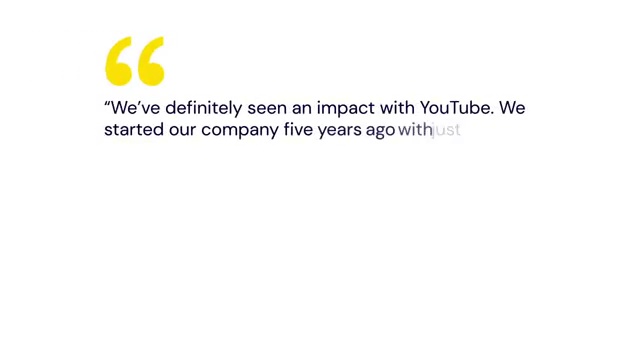 “We’ve definitely seen an impact with YouTube. We
started our company five years ago with just